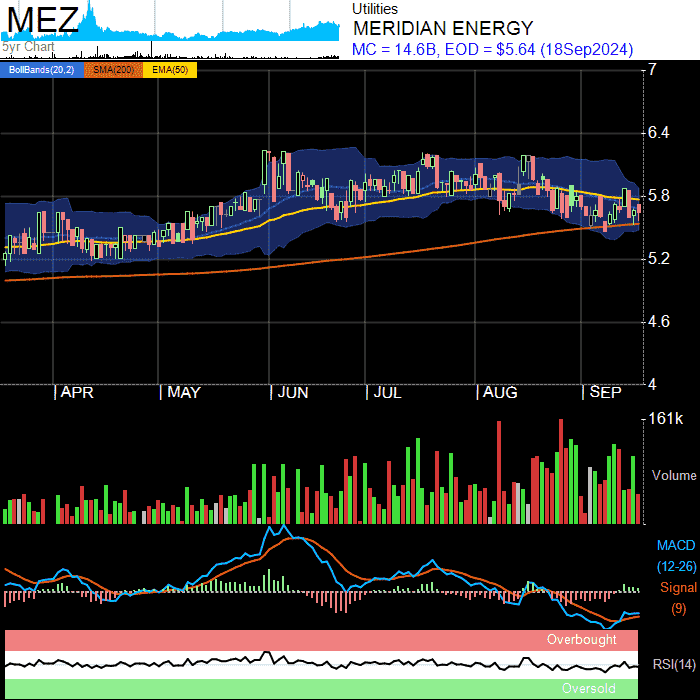 MEZ
5yr Chart
Utilities
MERIDIAN ENERGY
MC = 14.6B, EOD = $5.64 (18Sep2024)
BollBands(20,2) SMA(200) EMA(50)
7
6.4
5.8
5.2
4.6
4
| APR | MAY | JUN | JUL | AUG | SEP
161k
Volume
MACD
(12-26)
Signal
(9)
Overbought
RSI(14)
Oversold